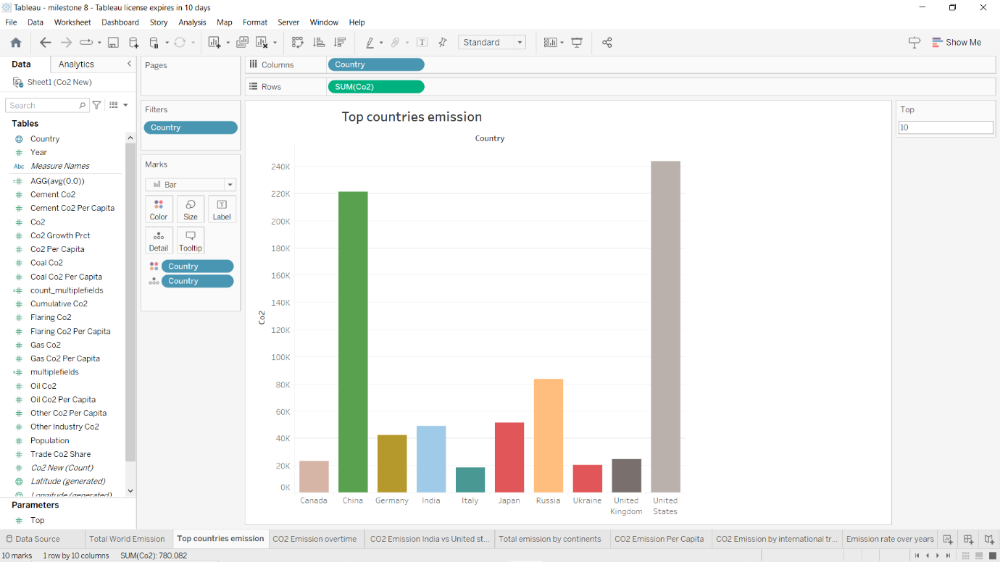 Tableau - milestone 8 - Tableau license expires in 10 days
File Data Worksheet Dashboard Story Analysis Map Format Server Window Help
Standard
Show Me
Data Analytics
Sheet1 (Co2 New)
Search
Tables
Country
Year
Abc Measure Names
AGG(avg(0.0))
Cement Co2
Cement Co2 Per Capita
Co2
Co2 Growth Prct
Co2 Per Capita
Coal Co2
Coal Co2 Per Capita
count_multiplefields
Cumulative Co2
Flaring Co2
Flaring Co2 Per Capita
Gas Co2
Gas Co2 Per Capita
multiplefields
Oil Co2
Oil Co2 Per Capita
Other Co2 Per Capita
Other Industry Co2
Population
Trade Co2 Share
Co2 New (Count)
Latitude (generated)
Longitude (generated)
Parameters
Top
Pages
Filters
Country
Marks
Bar
Color Size Label
Detail Tooltip
Country
Country
Columns Country
Rows SUM(Co2)
Top countries emission
Country
Co2
240K
220K
200K
180K
160K
140K
120K
100K
80K
60K
40K
20K
0K
Canada China Germany India Italy Japan Russia Ukraine United Kingdom United States
Top
10
Data Source Total World Emission Top countries emission CO2 Emission overtime CO2 Emission India vs United st... Total emission by continents CO2 Emission Per Capita CO2 Emission by international tr... Emission rate over years
10 marks 1 row by 10 columns SUM(Co2): 780,082